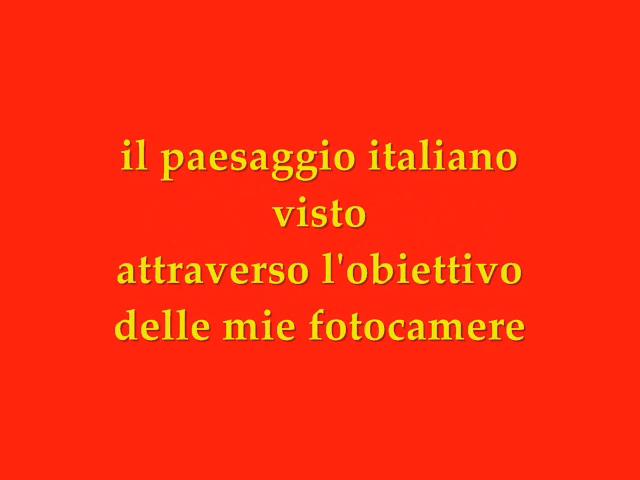 il paesaggio italiano
visto
attraverso l'obiettivo
delle mie fotocamere